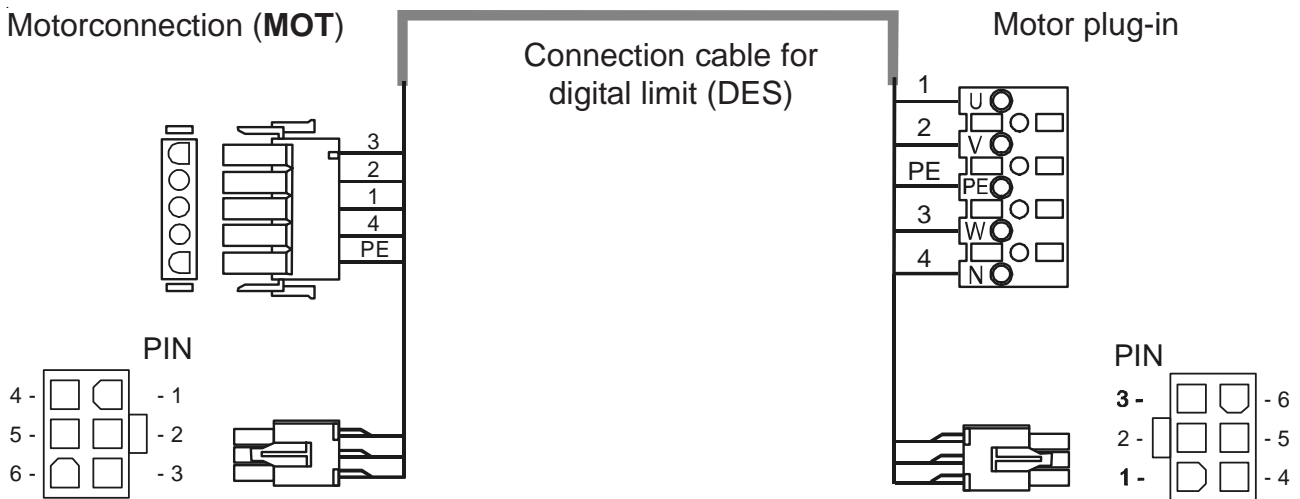 Motorconnection (MOT)
Connection cable for
digital limit (DES)
Motor plug-in
3
2
1
4
PE
1
2
PE
3
4
U
V
PE
W
N
PIN
4 - - 1
5 - - 2
6 - - 3
PIN
3 - - 6
2 - - 5
1 - - 4